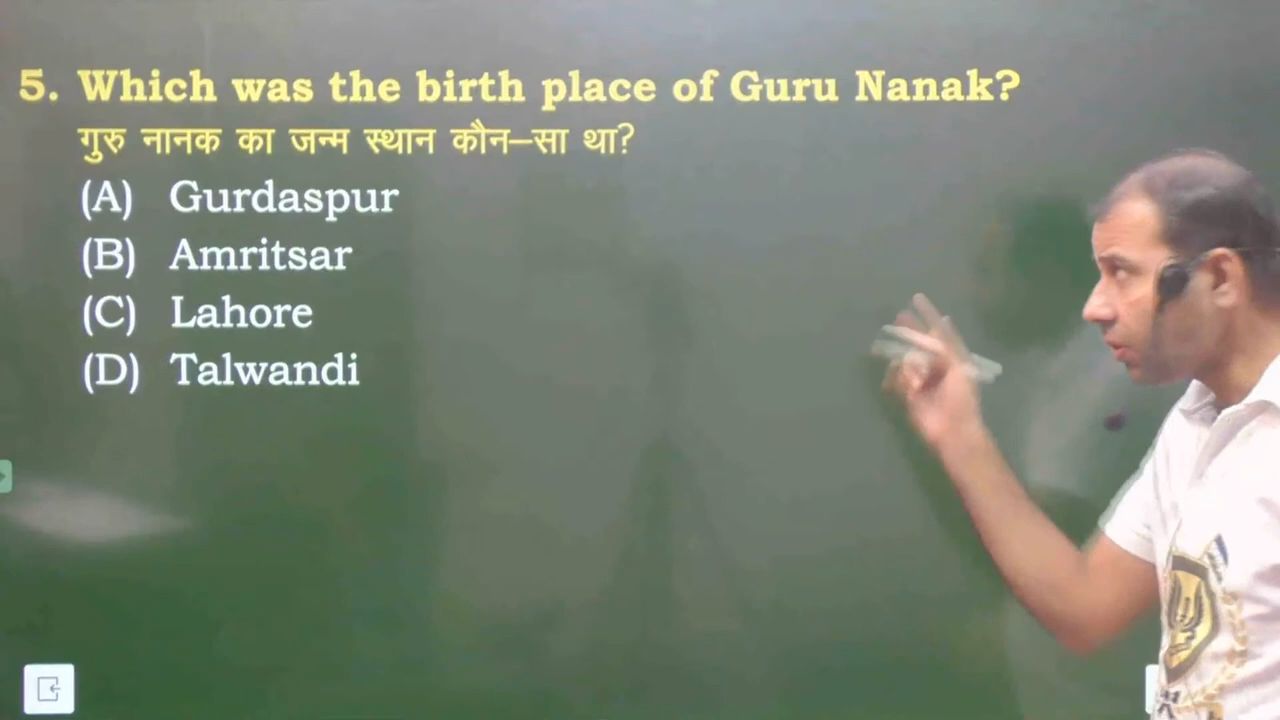 5. Which was the birth place of Guru Nanak?
गुरु नानक का जन्म स्थान कौन–सा था?
(A) Gurdaspur
(B) Amritsar
(C) Lahore
(D) Talwandi